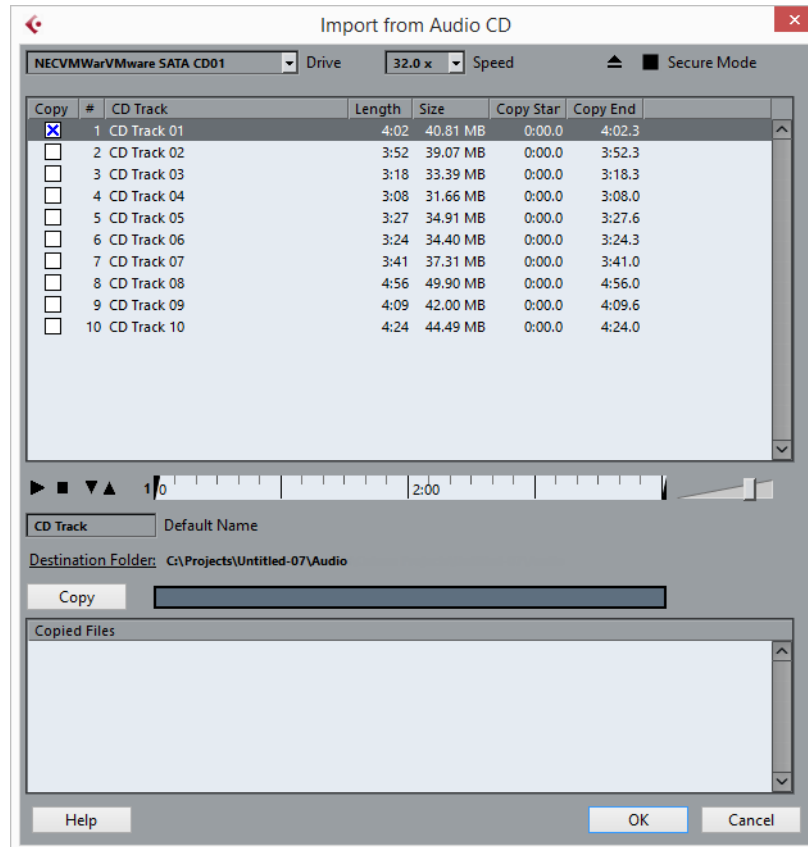 Import from Audio CD
NECVMWarVMware SATA CD01 Drive 32.0 x Speed Secure Mode
Copy # CD Track Length Size Copy Star Copy End
1 CD Track 01 4:02 40.81 MB 0:00.0 4:02.3
2 CD Track 02 3:52 39.07 MB 0:00.0 3:52.3
3 CD Track 03 3:18 33.39 MB 0:00.0 3:18.3
4 CD Track 04 3:08 31.66 MB 0:00.0 3:08.0
5 CD Track 05 3:27 34.91 MB 0:00.0 3:27.6
6 CD Track 06 3:24 34.40 MB 0:00.0 3:24.3
7 CD Track 07 3:41 37.31 MB 0:00.0 3:41.0
8 CD Track 08 4:56 49.90 MB 0:00.0 4:56.0
9 CD Track 09 4:09 42.00 MB 0:00.0 4:09.6
10 CD Track 10 4:24 44.49 MB 0:00.0 4:24.0
1 0 2:00
CD Track Default Name
Destination Folder: C:\Projects\Untitled-07\Audio
Copy
Copied Files
Help OK Cancel